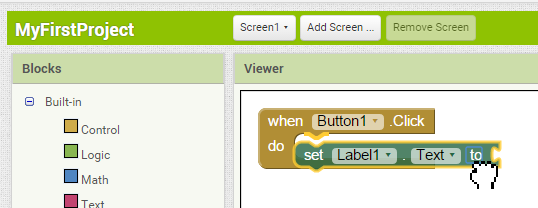 MyFirstProject
Screen1
Add Screen ...
Remove Screen
Blocks
Viewer
Built-in
Control
Logic
Math
Text
when Button1 .Click
do set Label1 . Text to